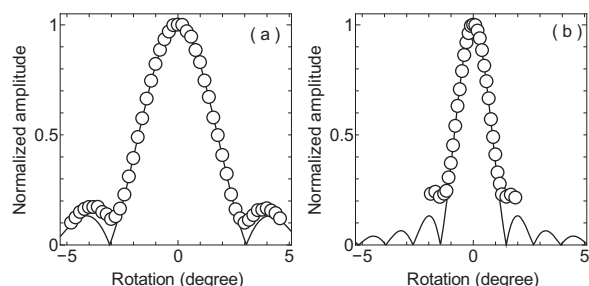 1
( a )
Normalized amplitude
0.5
0
−5
0
5
Rotation (degree)
1
( b )
Normalized amplitude
0.5
0
−5
0
5
Rotation (degree)